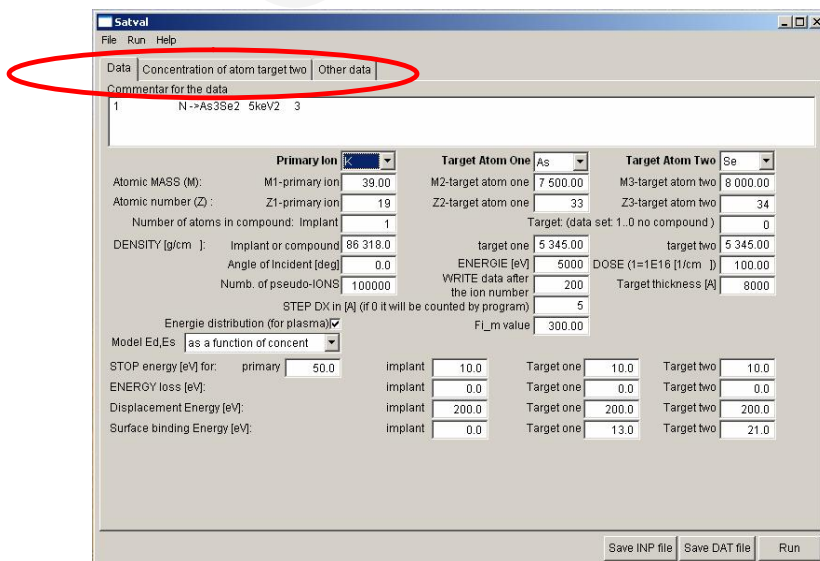 Satval
File Run Help
Data Concentration of atom target two Other data
Commentar for the data
1 N->As3Se2 5keV2 3
Primary Ion K Target Atom One As Target Atom Two Se
Atomic MASS (M): M1-primary ion 39.00 M2-target atom one 7 500.00 M3-target atom two 8 000.00
Atomic number (Z) : Z1-primary ion 19 Z2-target atom one 33 Z3-target atom two 34
Number of atoms in compound: Implant 1 Target: (data set: 1..0 no compound ) 0
DENSITY [g/cm ]: Implant or compound 86 318.0 target one 5 345.00 target two 5 345.00
Angle of Incident [deg] 0.0 ENERGIE [eV] 5000 DOSE (1=1E16 [1/cm ]) 100.00
Numb. of pseudo-IONS 100000 WRITE data after the ion number 200 Target thickness [A] 8000
STEP DX in [A] (if 0 it will be counted by program) 5
Energie distribution (for plasma) Fi_m value 300.00
Model Ed,Es as a function of concent
STOP energy [eV] for: primary 50.0 implant 10.0 Target one 10.0 Target two 10.0
ENERGY loss [eV]: implant 0.0 Target one 0.0 Target two 0.0
Displacement Energy [eV]: implant 200.0 Target one 200.0 Target two 200.0
Surface binding Energy [eV]: implant 0.0 Target one 13.0 Target two 21.0
Save INP file Save DAT file Run